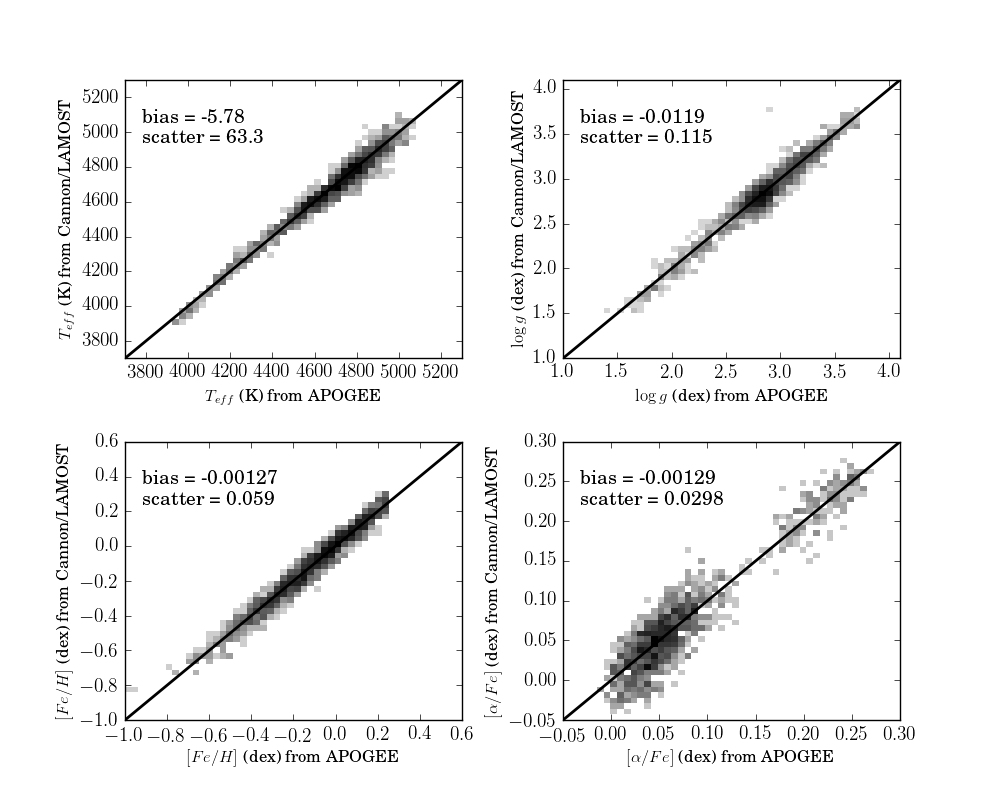 5200
5000
4800
4600
4400
4200
4000
3800
T_eff (K) from Cannon/LAMOST
bias = -5.78
scatter = 63.3
3800 4000 4200 4400 4600 4800 5000 5200
T_eff (K) from APOGEE
4.0
3.5
3.0
2.5
2.0
1.5
1.0
log g (dex) from Cannon/LAMOST
bias = -0.0119
scatter = 0.115
1.0 1.5 2.0 2.5 3.0 3.5 4.0
log g (dex) from APOGEE
0.6
0.4
0.2
0.0
−0.2
−0.4
−0.6
−0.8
−1.0
[Fe/H] (dex) from Cannon/LAMOST
bias = -0.00127
scatter = 0.059
−1.0 −0.8 −0.6 −0.4 −0.2 0.0 0.2 0.4 0.6
[Fe/H] (dex) from APOGEE
0.30
0.25
0.20
0.15
0.10
0.05
0.00
−0.05
[α/Fe] (dex) from Cannon/LAMOST
bias = -0.00129
scatter = 0.0298
−0.05 0.00 0.05 0.10 0.15 0.20 0.25 0.30
[α/Fe] (dex) from APOGEE